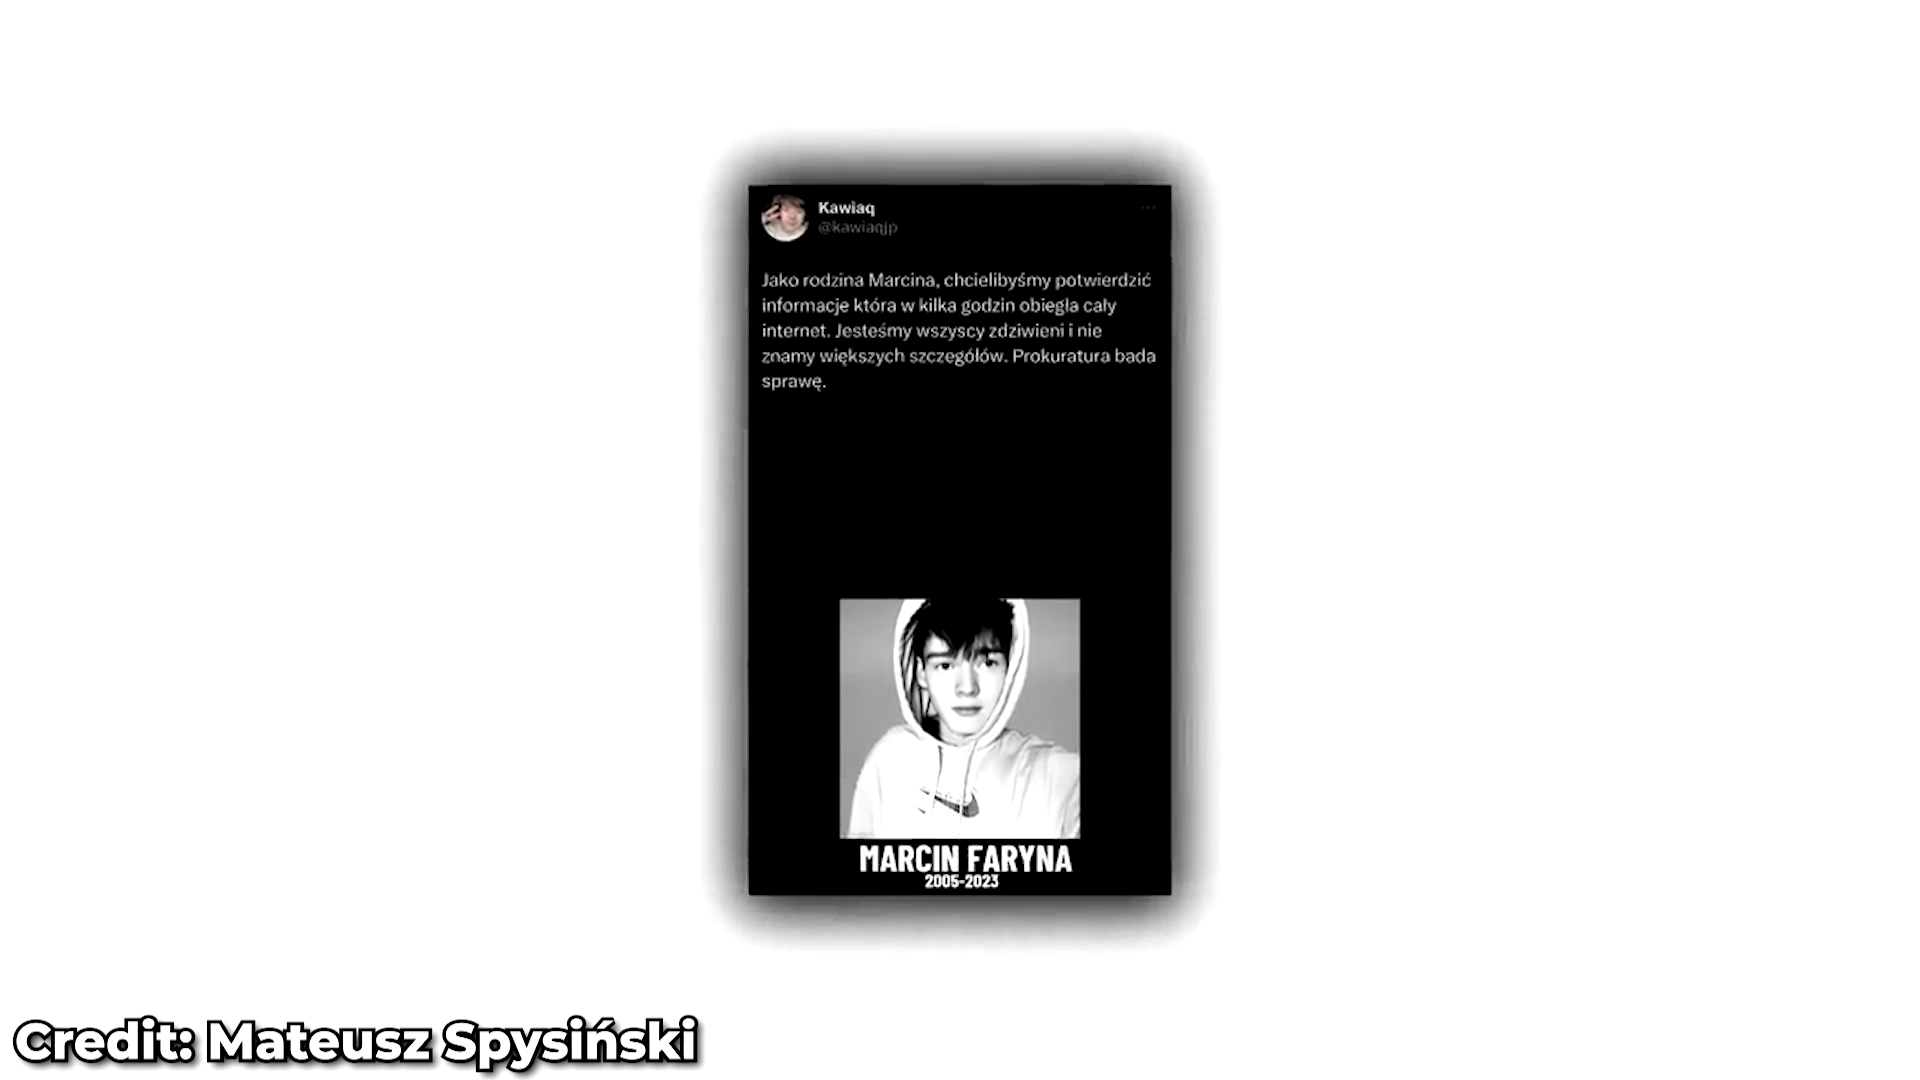 Kawiaq
@kawiaqjp
Jako rodzina Marcina, chcielibyśmy potwierdzić
informacje która w kilka godzin obiegła cały
internet. Jesteśmy wszyscy zdziwieni i nie
znamy większych szczegółów. Prokuratura bada
sprawę.
MARCIN FARYNA
2005-2023
Credit: Mateusz Spysiński